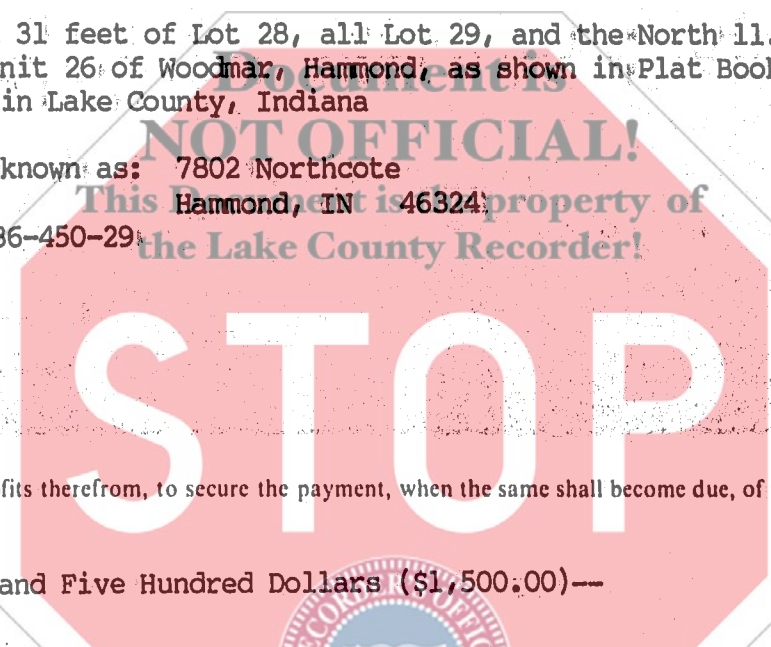 31 feet of Lot 28, all Lot 29, and the North 11.
nit 26 of Woodmar, Hammond, as shown in Plat Book
in Lake County, Indiana
Document is
NOT OFFICIAL!
This Document is the property of
the Lake County Recorder!
known as: 7802 Northcote
Hammond, IN 46324
36-450-29
STOP
fits therefrom, to secure the payment, when the same shall become due, of
and Five Hundred Dollars ($1,500.00)--
RECORDER'S OFFIC